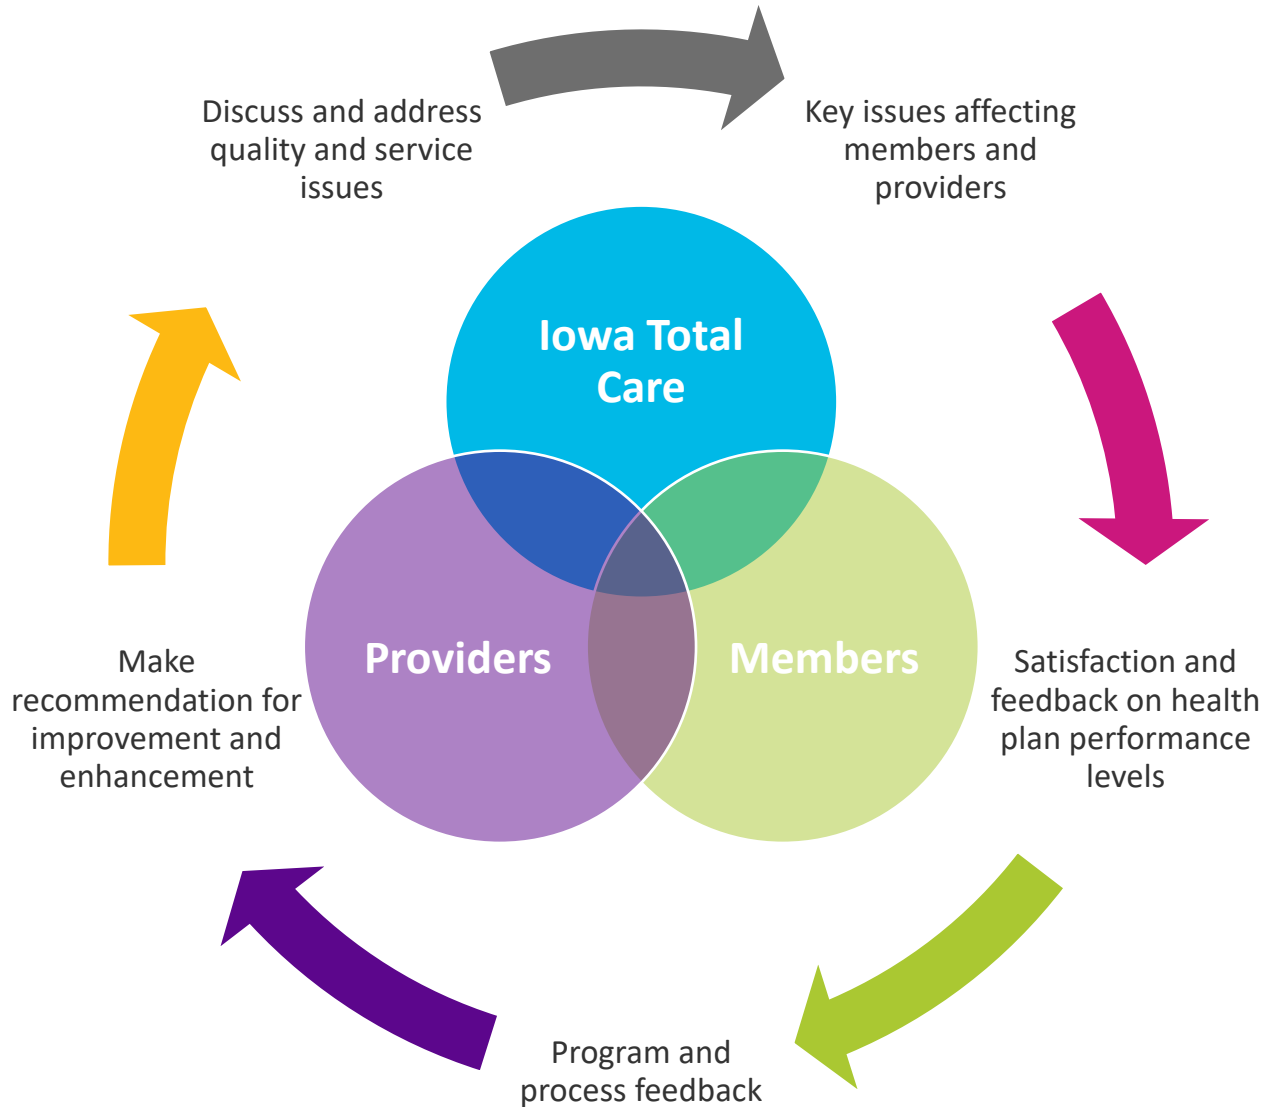 Discuss and address
quality and service
issues
Key issues affecting
members and
providers
Iowa Total
Care
Providers
Members
Make
recommendation for
improvement and
enhancement
Satisfaction and
feedback on health
plan performance
levels
Program and
process feedback